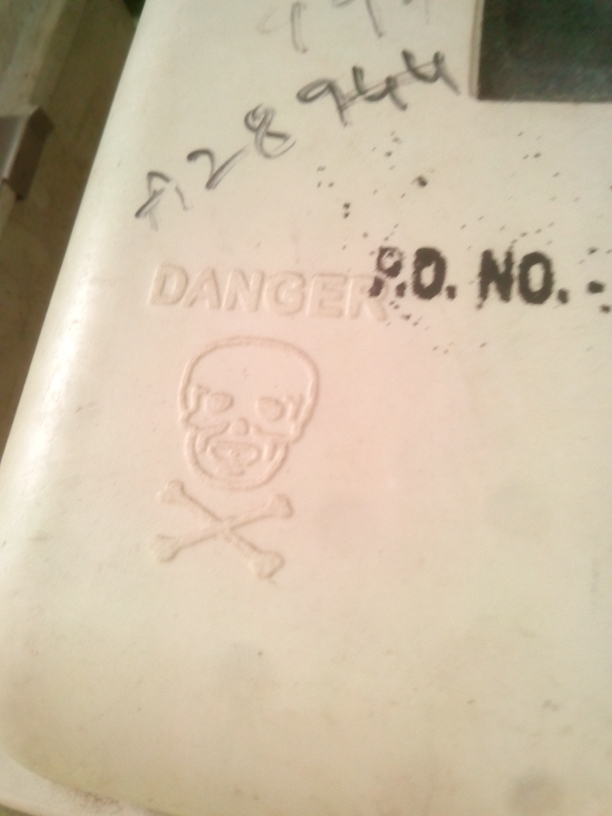 A28944
P.O. NO. -
DANGER